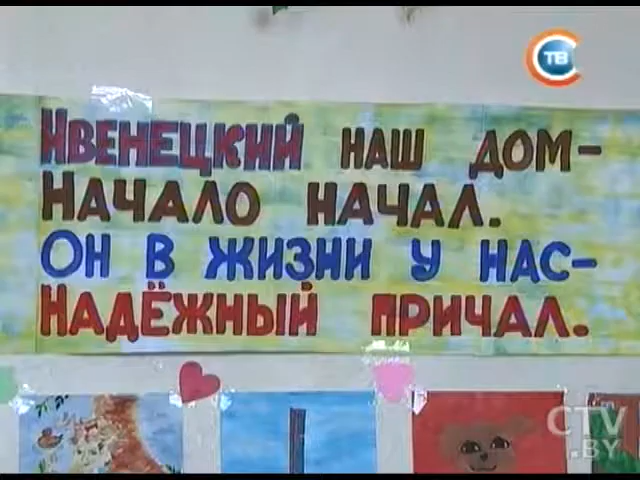 СТВ
ИВЕНЕЦКИЙ НАШ ДОМ-
НАЧАЛО НАЧАЛ.
ОН В ЖИЗНИ У НАС-
НАДЁЖНЫЙ ПРИЧАЛ.
CTV
.BY